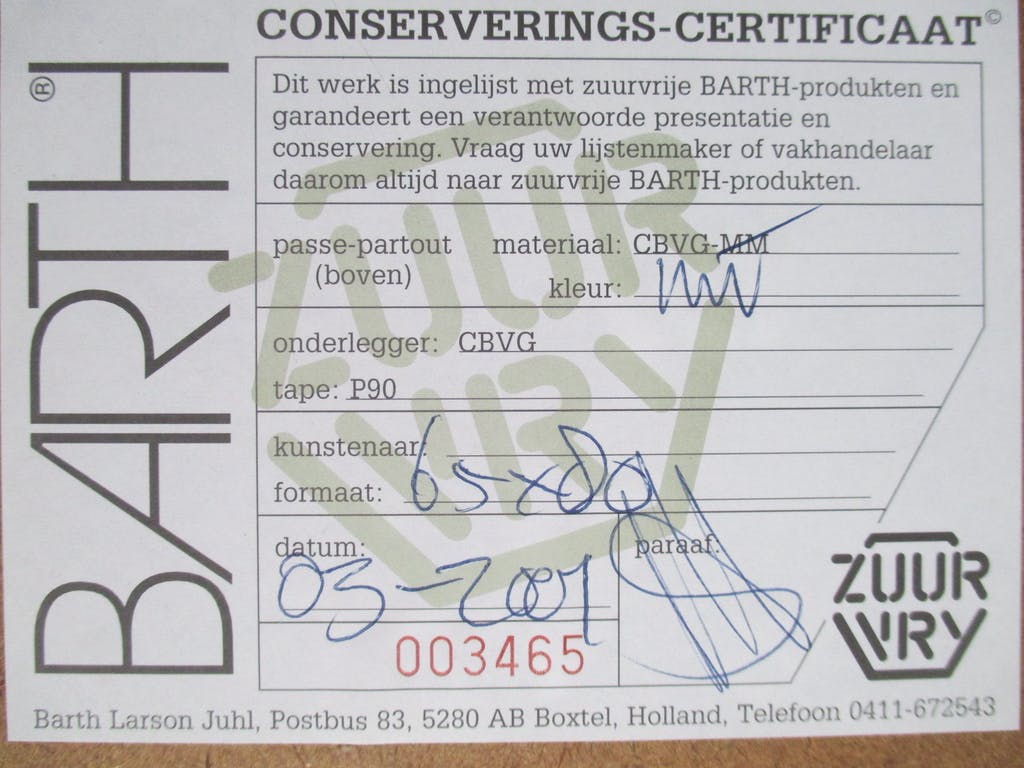 CONSERVERINGS-CERTIFICAAT©
BARTH®
Dit werk is ingelijst met zuurvrije BARTH-produkten en
garandeert een verantwoorde presentatie en
conservering. Vraag uw lijstenmaker of vakhandelaar
daarom altijd naar zuurvrije BARTH-produkten.
ZUUR
VRY
passe-partout materiaal: CBVG-MM
(boven) kleur:
onderlegger: CBVG
tape: P90
kunstenaar:
formaat: 65x80
datum: paraaf:
03-2001
003465
ZUUR
VRY
Barth Larson Juhl, Postbus 83, 5280 AB Boxtel, Holland, Telefoon 0411-672543